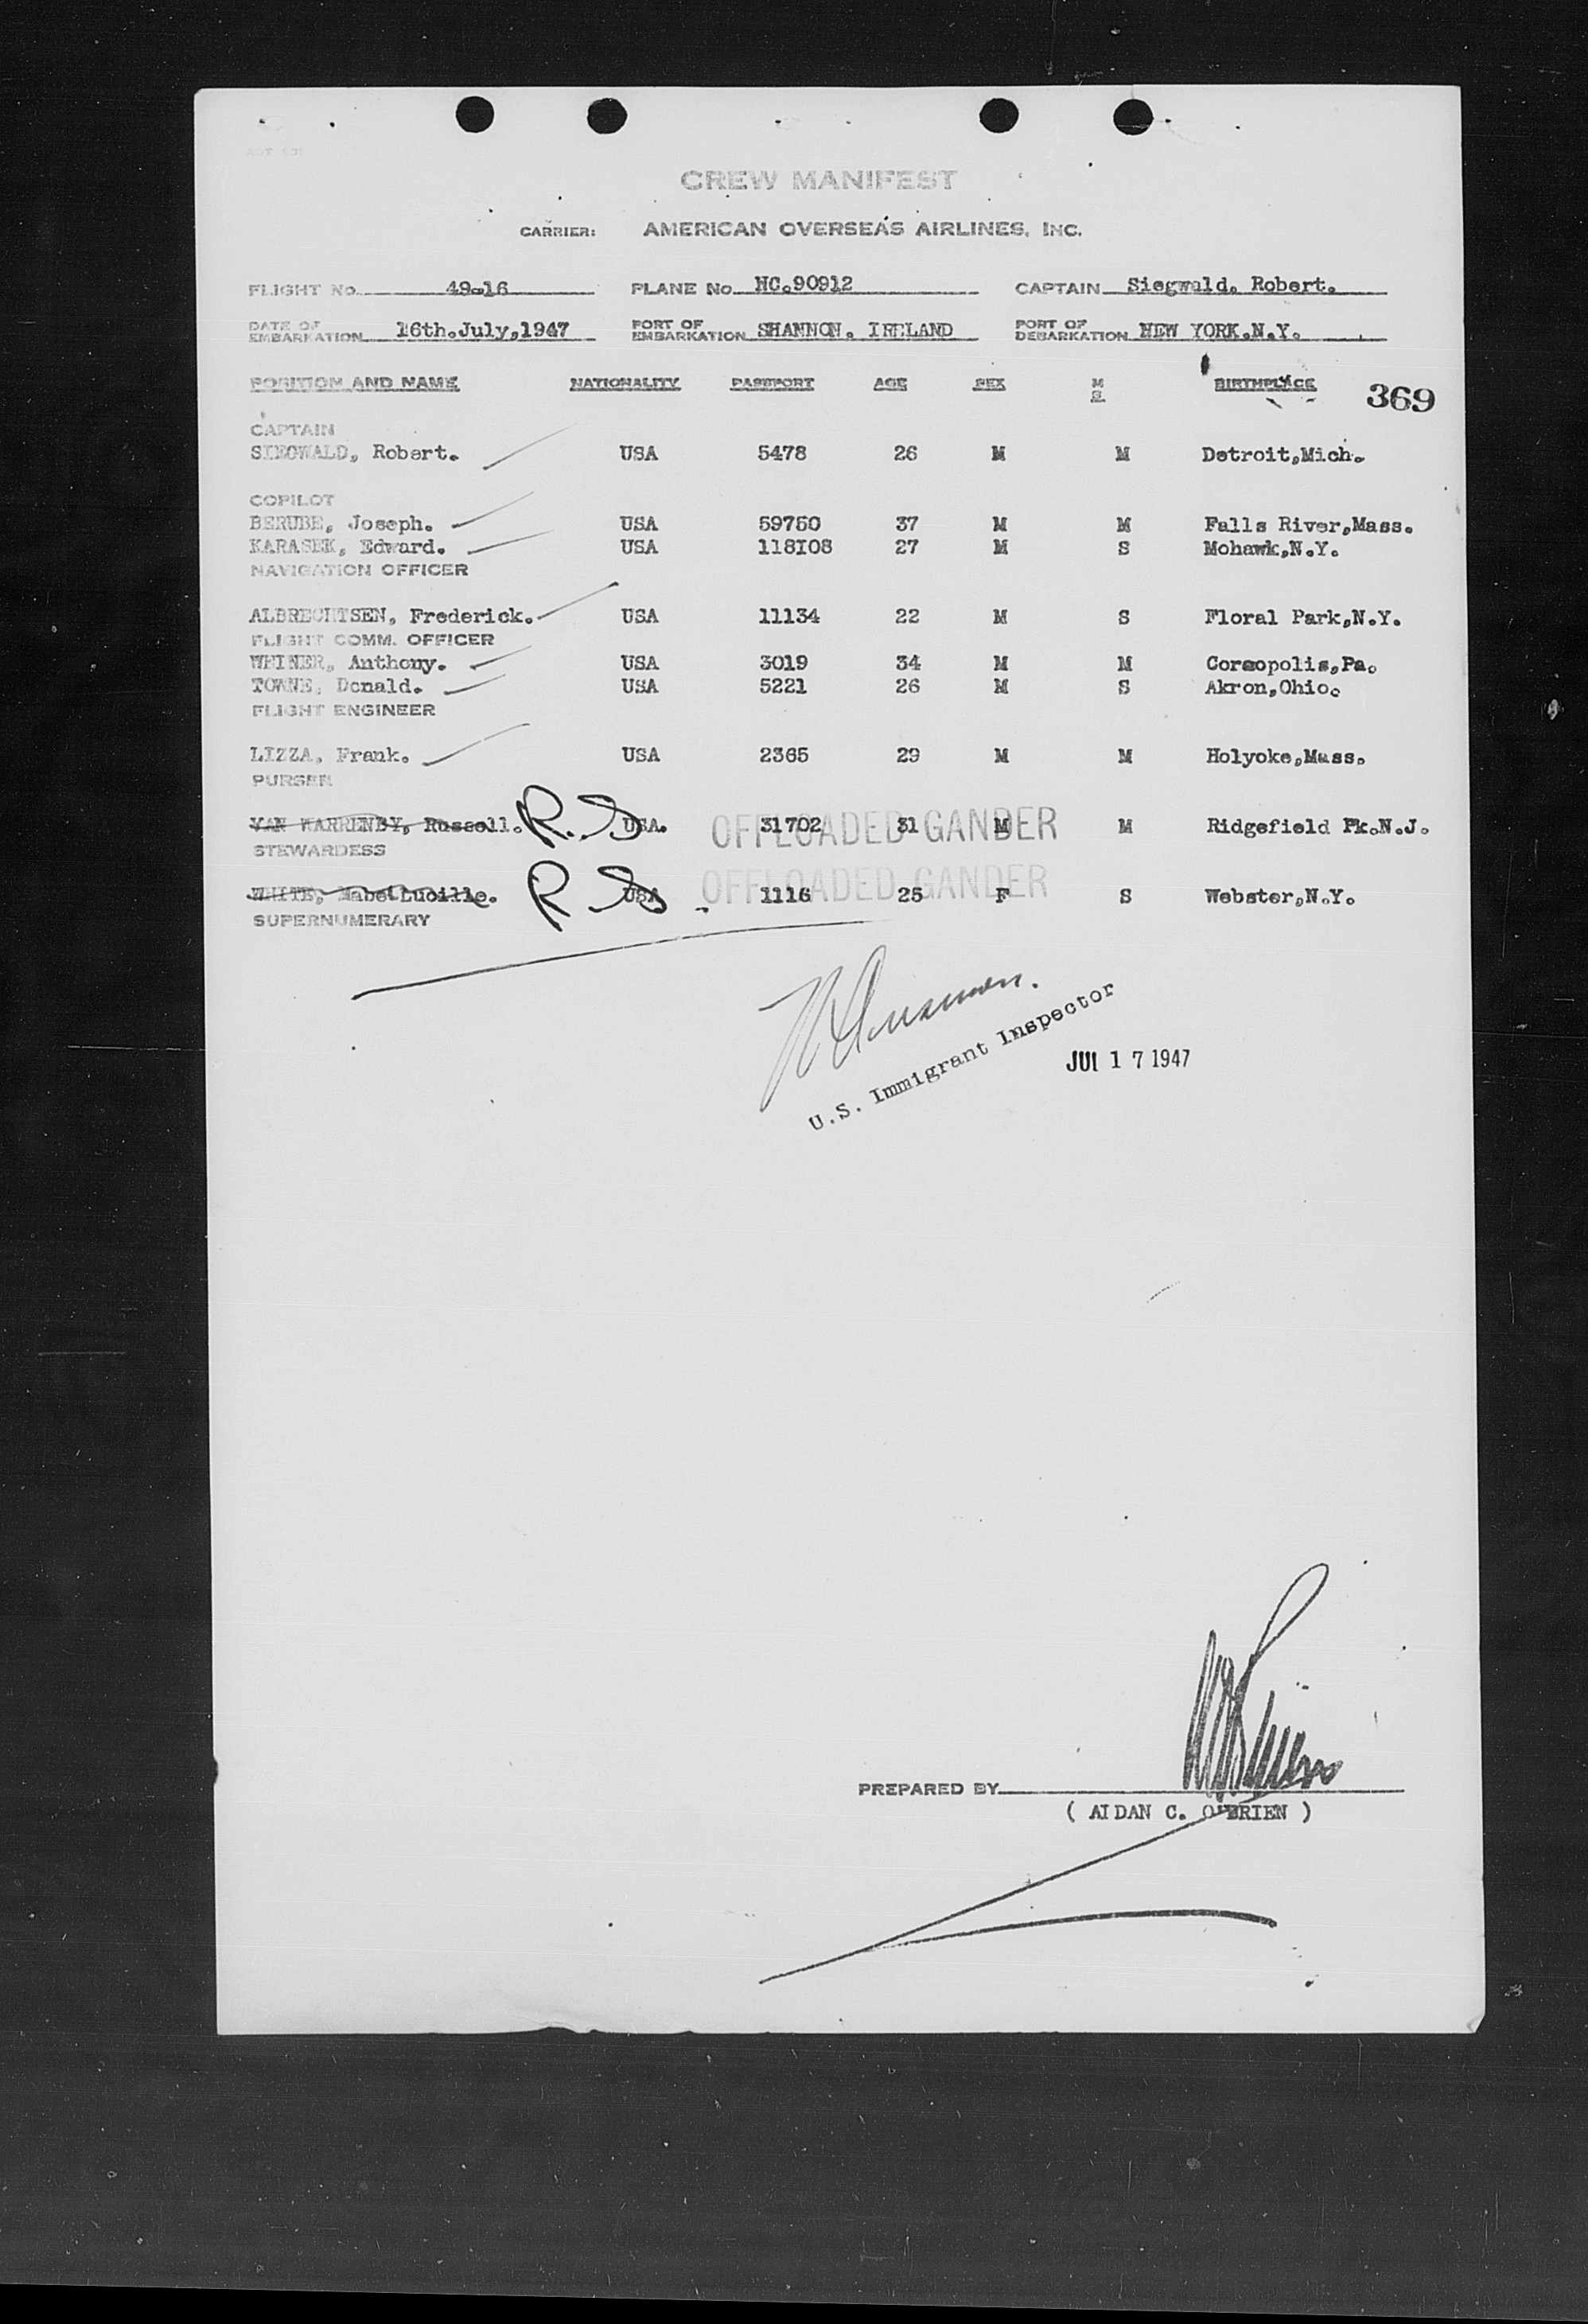 CREW MANIFEST
CARRIER: AMERICAN OVERSEAS AIRLINES, INC.
FLIGHT No. 49-16 PLANE No. NC.90912 CAPTAIN Siegwald. Robert.
DATE OF EMBARKATION 16th.July,1947 PORT OF EMBARKATION SHANNON. IRELAND PORT OF DEBARKATION NEW YORK.N.Y.
POSITION AND NAME NATIONALITY PASSPORT AGE SEX M S BIRTHPLACE 369
CAPTAIN
SIEGWALD, Robert. USA 5478 26 M M Detroit,Mich.
COPILOT
BERUBE, Joseph. USA 59750 37 M M Falls River,Mass.
KARASEK, Edward. USA 118108 27 M S Mohawk,N.Y.
NAVIGATION OFFICER
ALBRECHTSEN, Frederick. USA 11134 22 M S Floral Park,N.Y.
FLIGHT COMM. OFFICER
WEINER, Anthony. USA 3019 34 M M Coraopolis,Pa.
TOWNE, Donald. USA 5221 26 M S Akron,Ohio.
FLIGHT ENGINEER
LIZZA, Frank. USA 2365 29 M M Holyoke,Mass.
PURSER
VAN WARRENBY, Russell. R.S USA. OFFLOADED GANDER 31702 31 M M Ridgefield Pk.N.J.
STEWARDESS
WHITE, Mabel Lucille. R S USA OFFLOADED GANDER 1116 25 F S Webster,N.Y.
SUPERNUMERARY
U.S. Immigrant Inspector
JUL 17 1947
PREPARED BY
( AIDAN C. O'BRIEN )